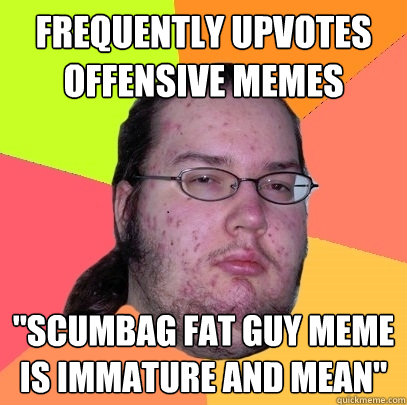 FREQUENTLY UPVOTES
OFFENSIVE MEMES
"SCUMBAG FAT GUY MEME
IS IMMATURE AND MEAN"
quickmeme.com